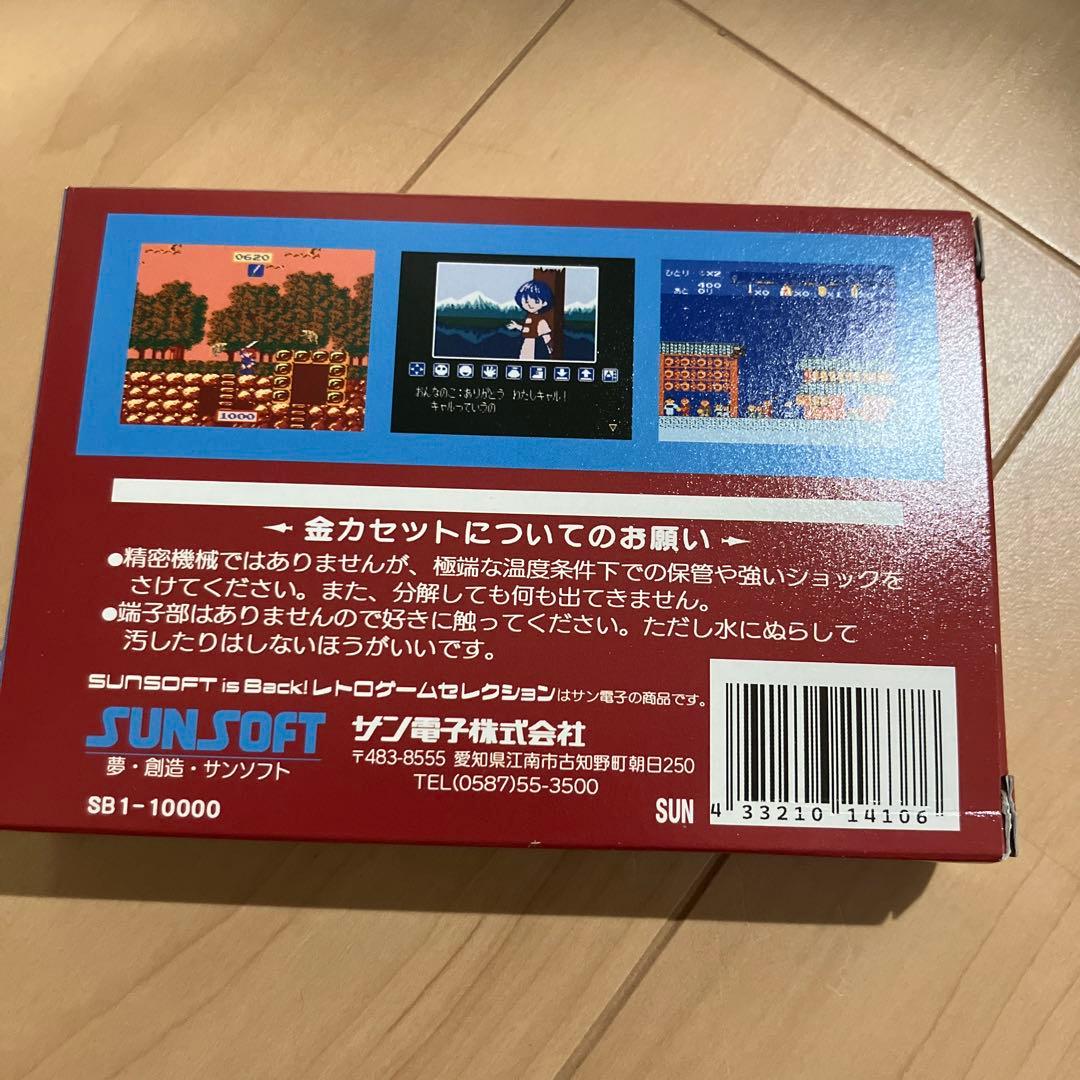 0620
1000
おんなのこ:ありがとう わたしキャル!
キャルっていうの
▽
ひとり
×2
400
あと 0り
×0 ×0 ×1 ×0
金カセットについてのお願い
●精密機械ではありませんが、極端な温度条件下での保管や強いショックを
さけてください。また、分解しても何も出てきません。
●端子部はありませんので好きに触ってください。ただし水にぬらして
汚したりはしないほうがいいです。
SUNSOFT is Back!レトロゲームセレクションはサン電子の商品です。
SUNSOFT
夢・創造・サンソフト
サン電子株式会社
〒483-8555 愛知県江南市古知野町朝日250
TEL(0587)55-3500
SB1-10000
SUN
4 33210 14106